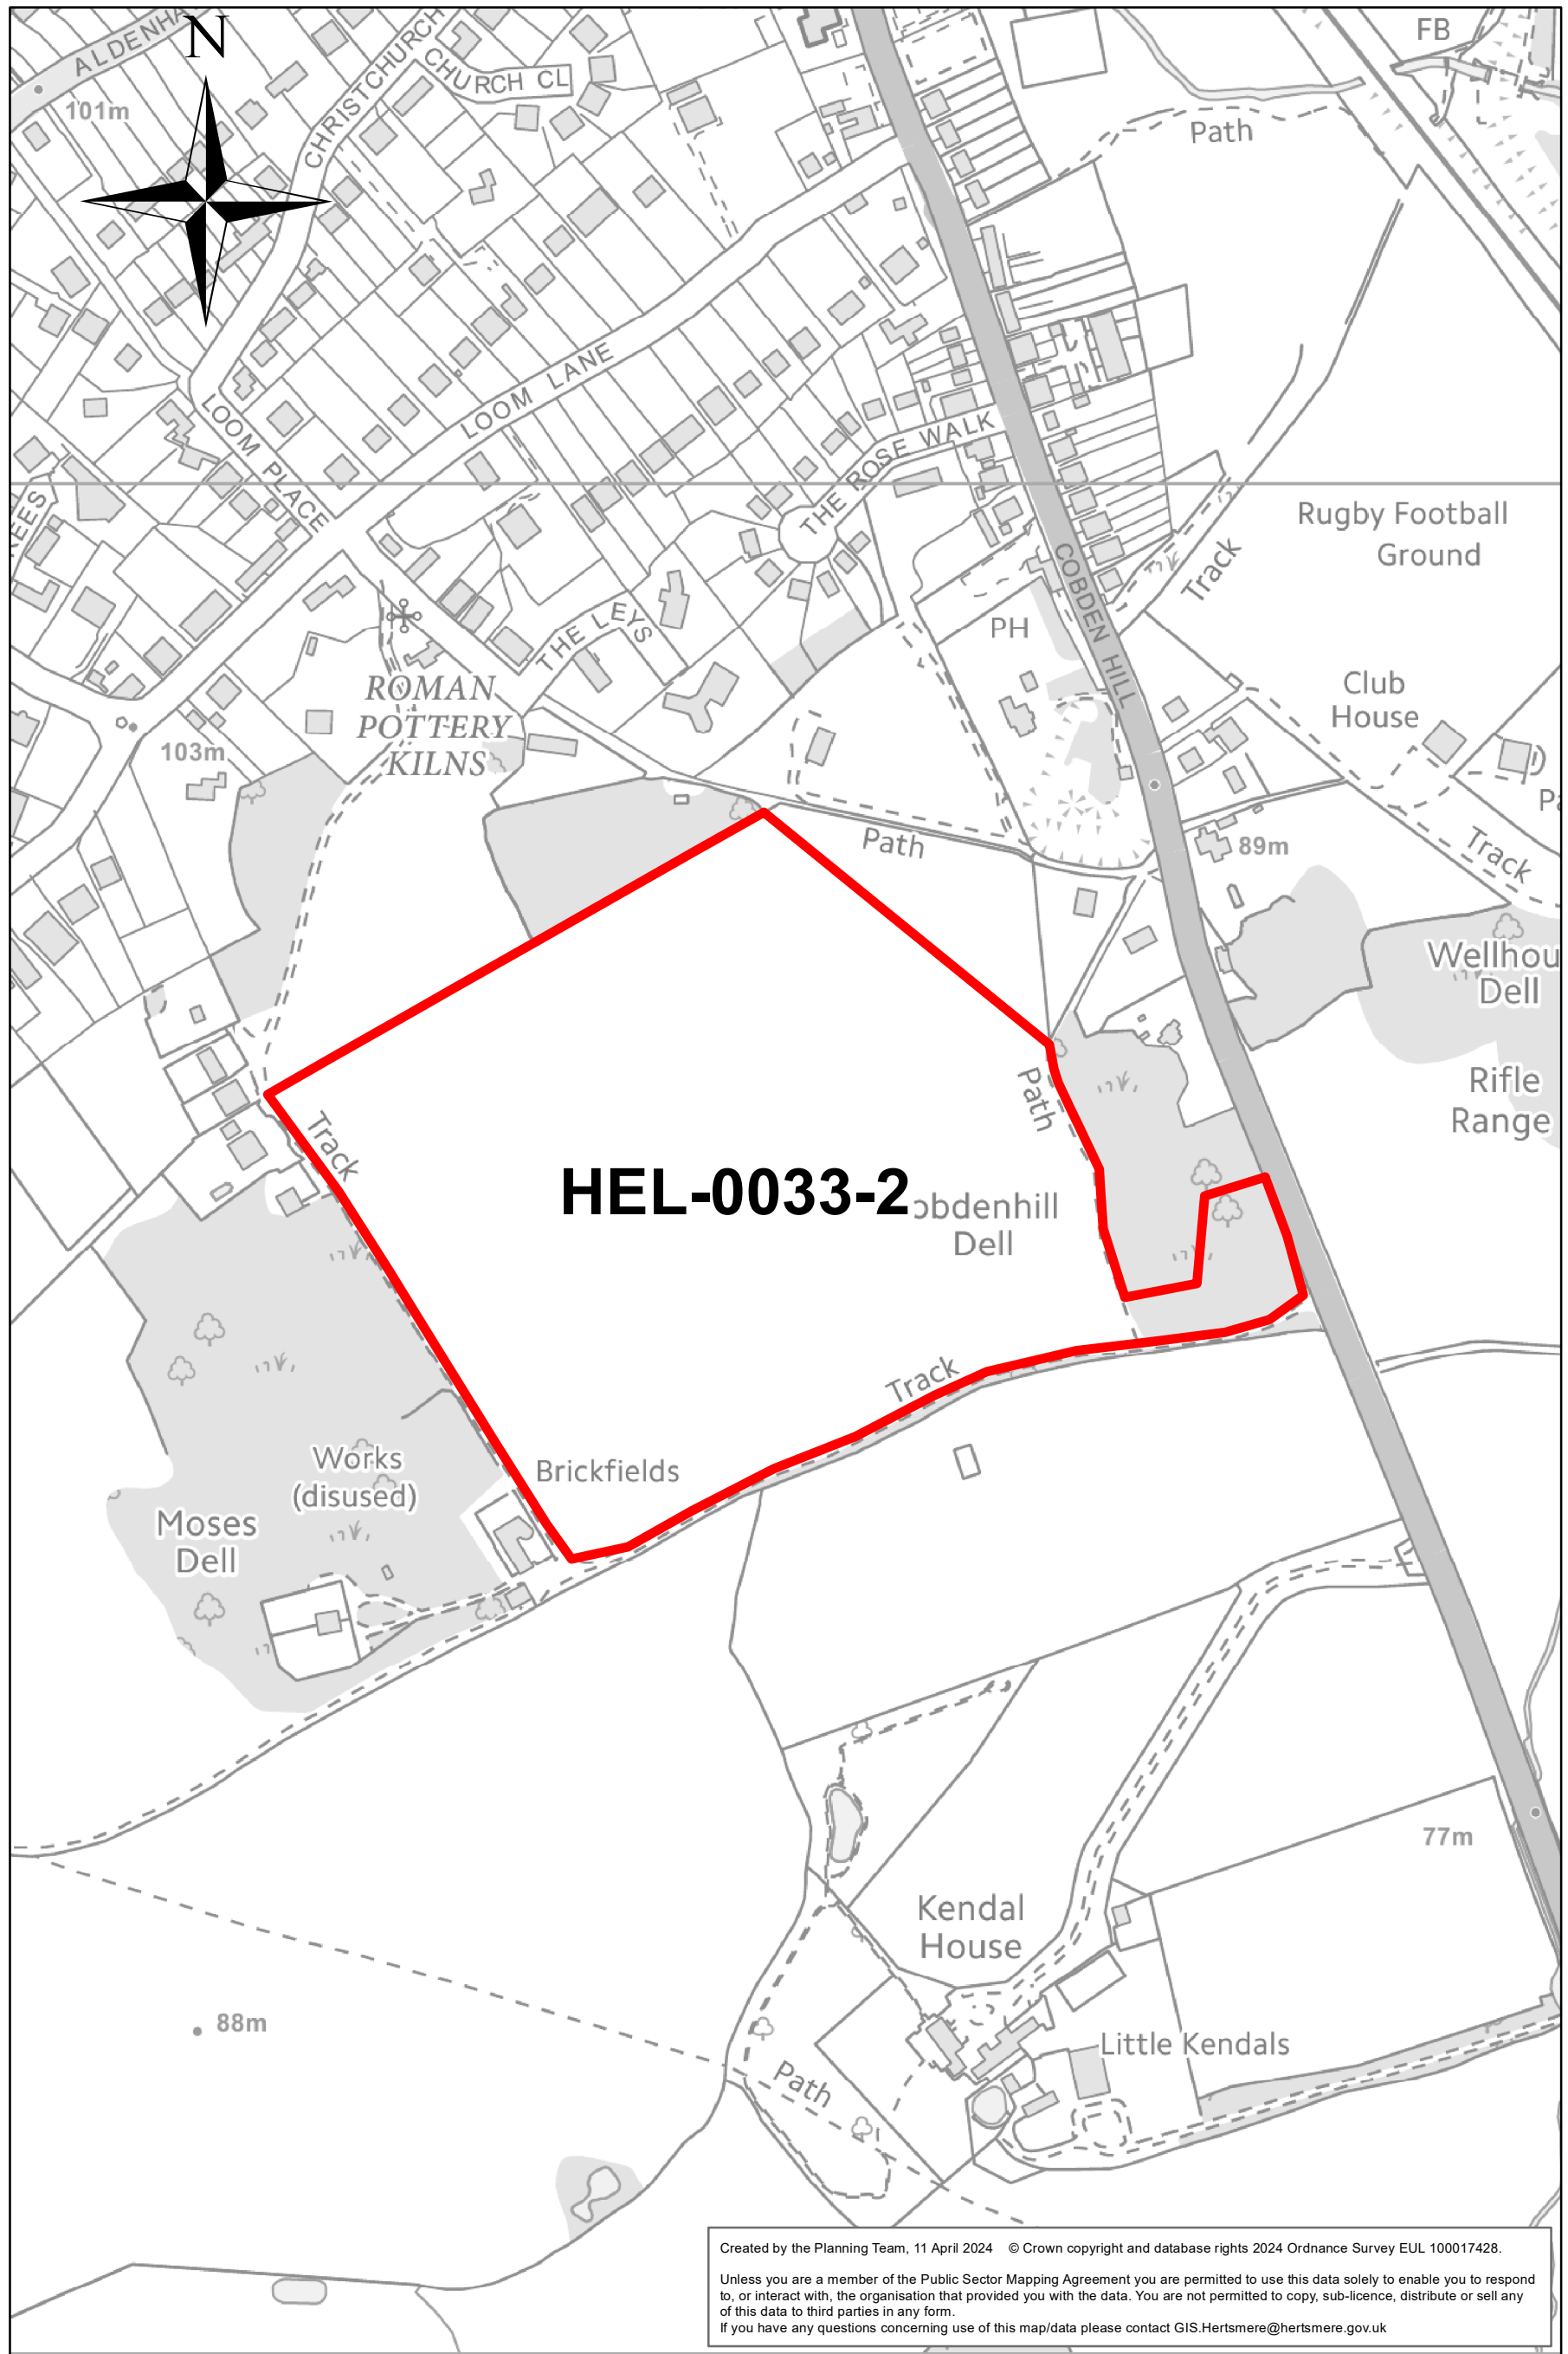 ALDENHA
N
CHRISTCHURCH
CHURCH CL
FB
101m
Path
LOOM LANE
LOOM PLACE
THE ROSE WALK
REES
COBDEN HILL
Rugby Football
Ground
Track
THE LEYS
PH
ROMAN
POTTERY
KILNS
Club
House
103m
Path
89m
Track
Wellhou
Dell
Rifle
Range
Path
Track
HEL-0033-2
obdenhill
Dell
Track
Brickfields
Works
(disused)
Moses
Dell
77m
Kendal
House
88m
Little Kendals
Path
Created by the Planning Team, 11 April 2024 © Crown copyright and database rights 2024 Ordnance Survey EUL 100017428.
Unless you are a member of the Public Sector Mapping Agreement you are permitted to use this data solely to enable you to respond
to, or interact with, the organisation that provided you with the data. You are not permitted to copy, sub-licence, distribute or sell any
of this data to third parties in any form.
If you have any questions concerning use of this map/data please contact GIS.Hertsmere@hertsmere.gov.uk